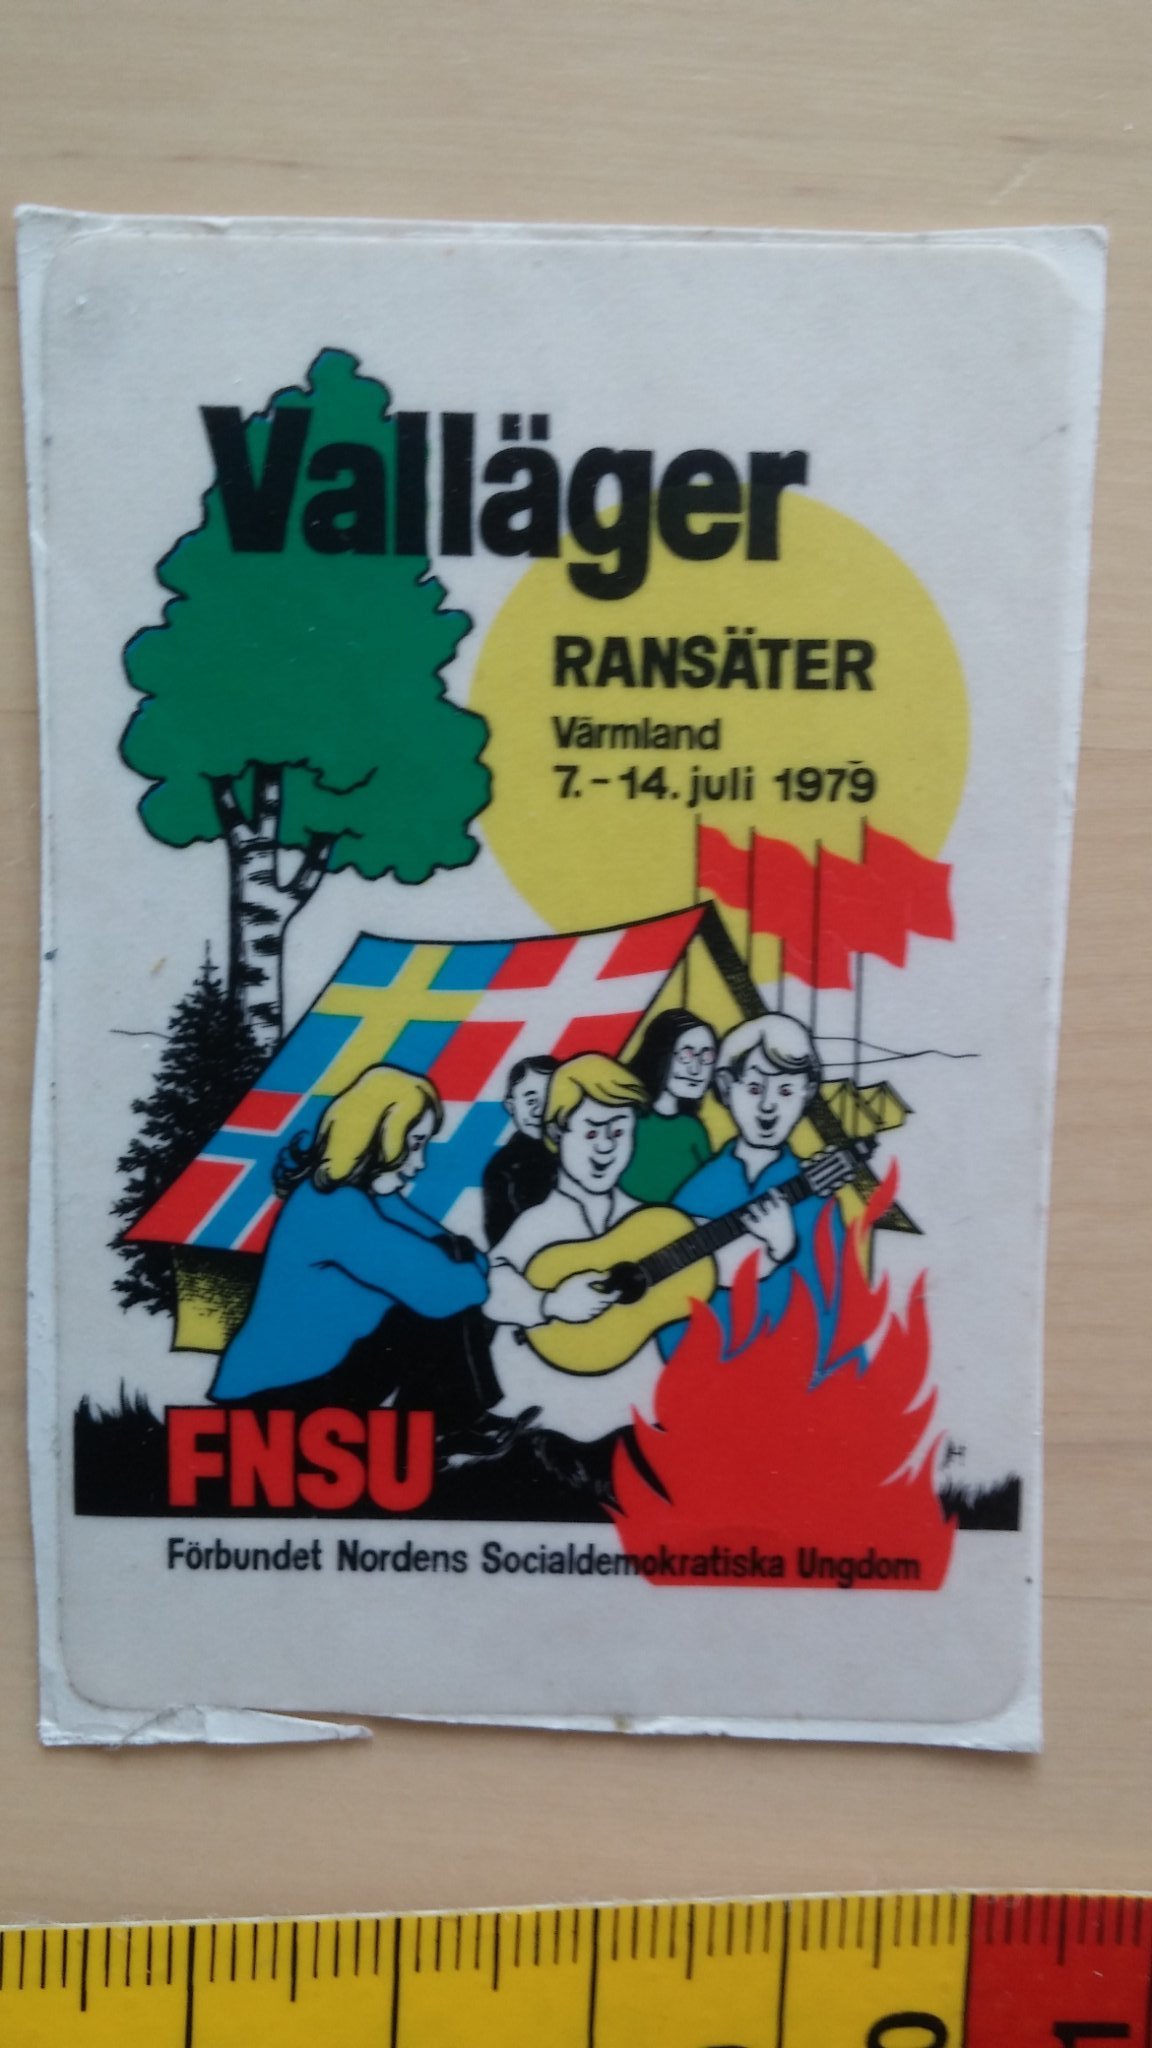 Valläger
RANSÄTER
Värmland
7.-14. juli 1979
FNSU
Förbundet Nordens Socialdemokratiska Ungdom